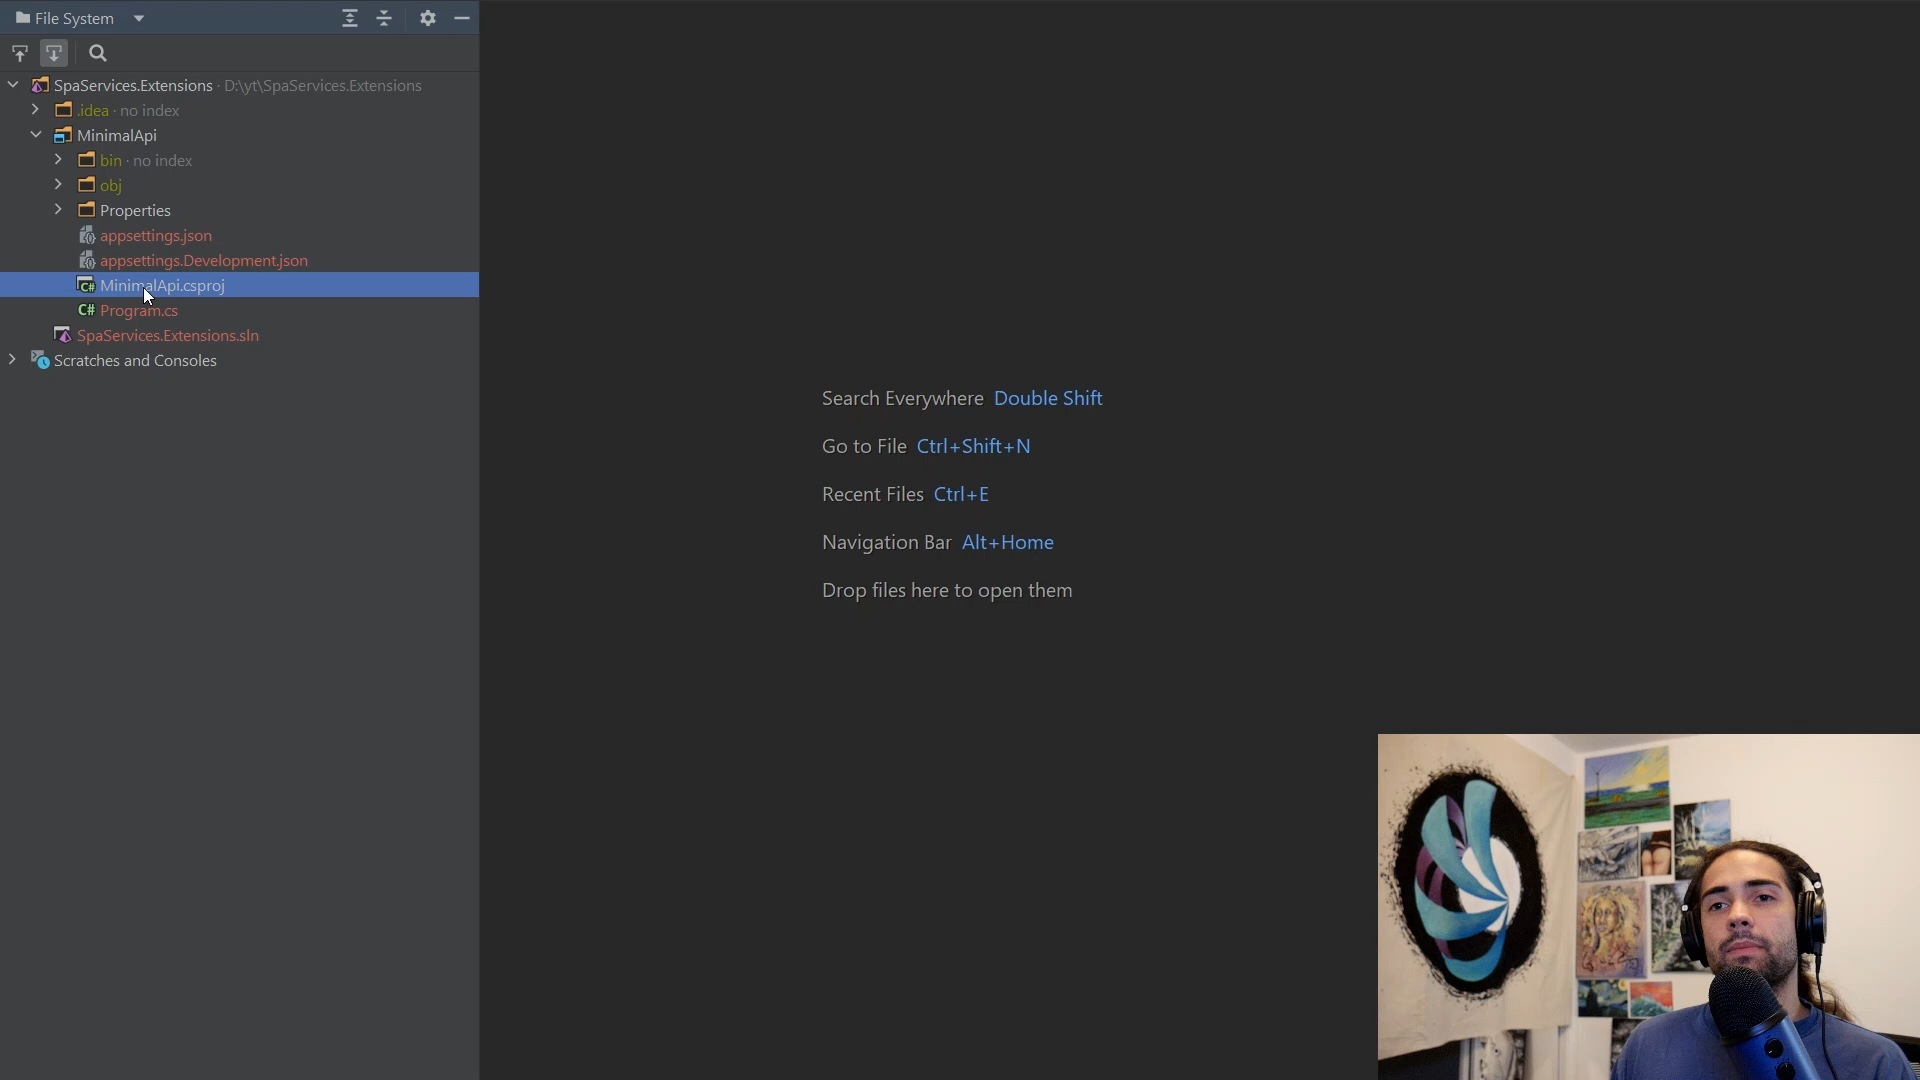 File System
SpaServices.Extensions · D:\yt\SpaServices.Extensions
.idea · no index
MinimalApi
bin · no index
obj
Properties
appsettings.json
appsettings.Development.json
MinimalApi.csproj
C# Program.cs
SpaServices.Extensions.sln
Scratches and Consoles
Search Everywhere Double Shift
Go to File Ctrl+Shift+N
Recent Files Ctrl+E
Navigation Bar Alt+Home
Drop files here to open them